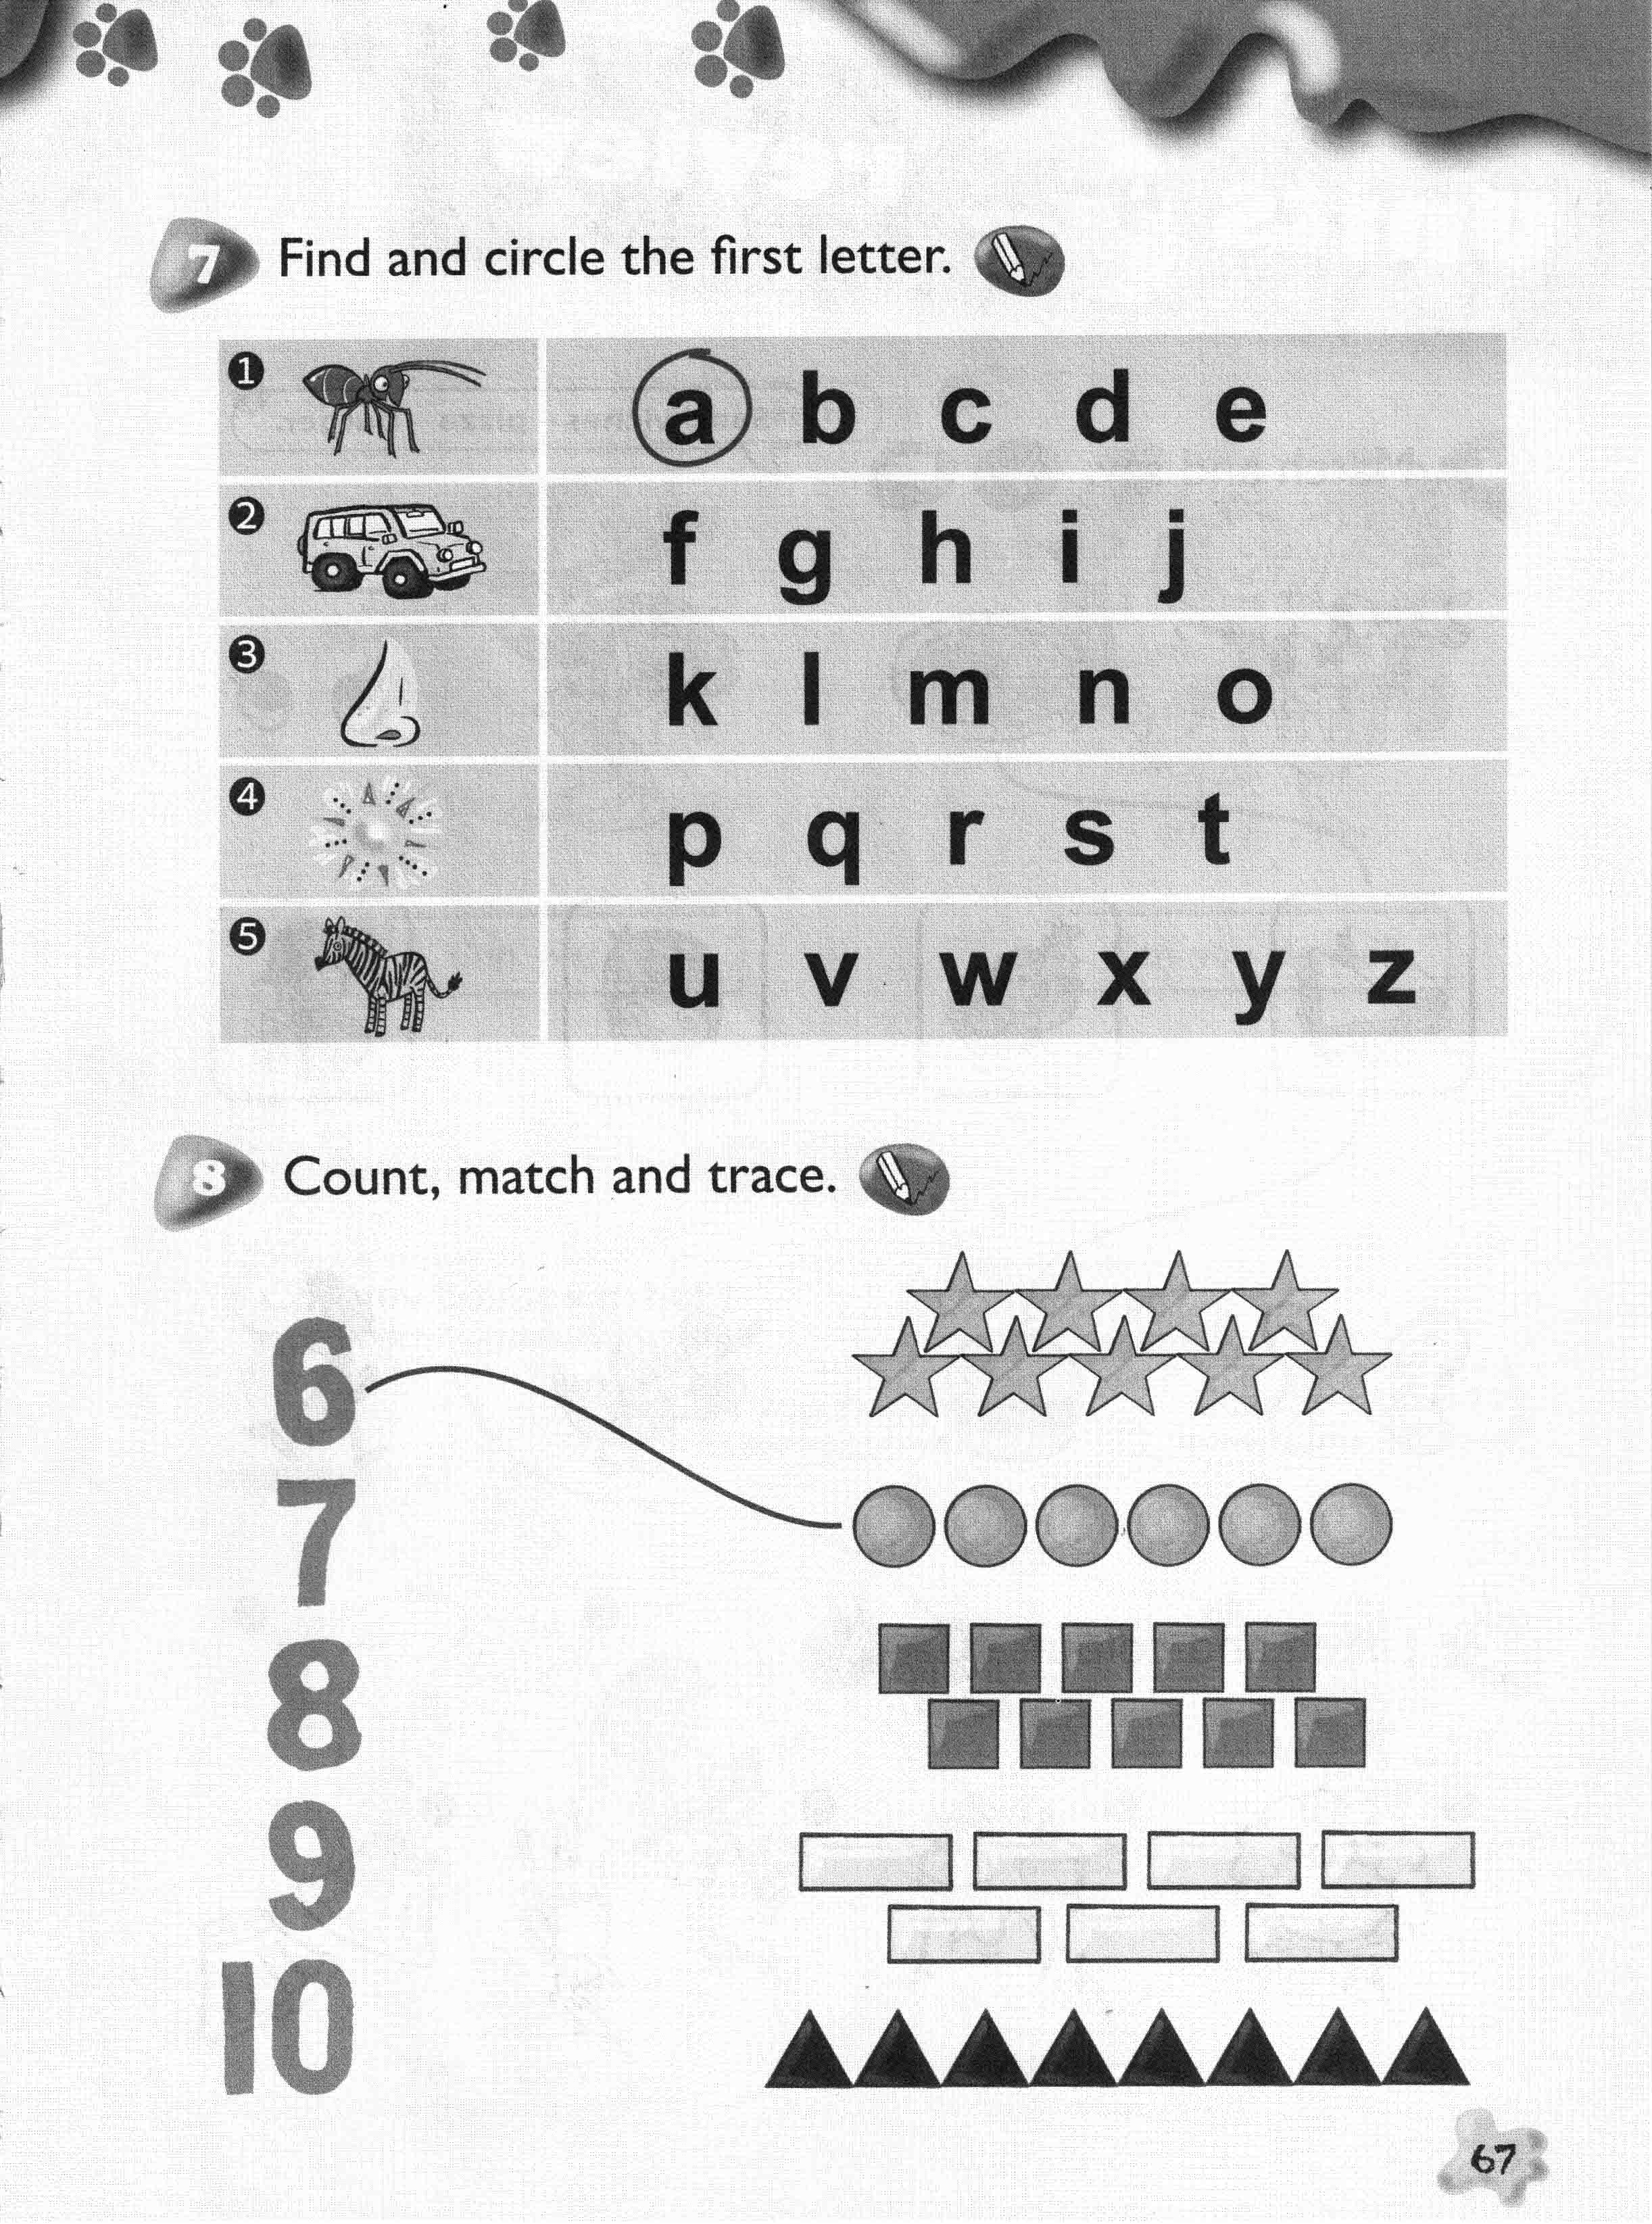 7 Find and circle the first letter.
1 a b c d e
2 f g h i j
3 k l m n o
4 p q r s t
5 u v w x y z
8 Count, match and trace.
6
7
8
9
10
67